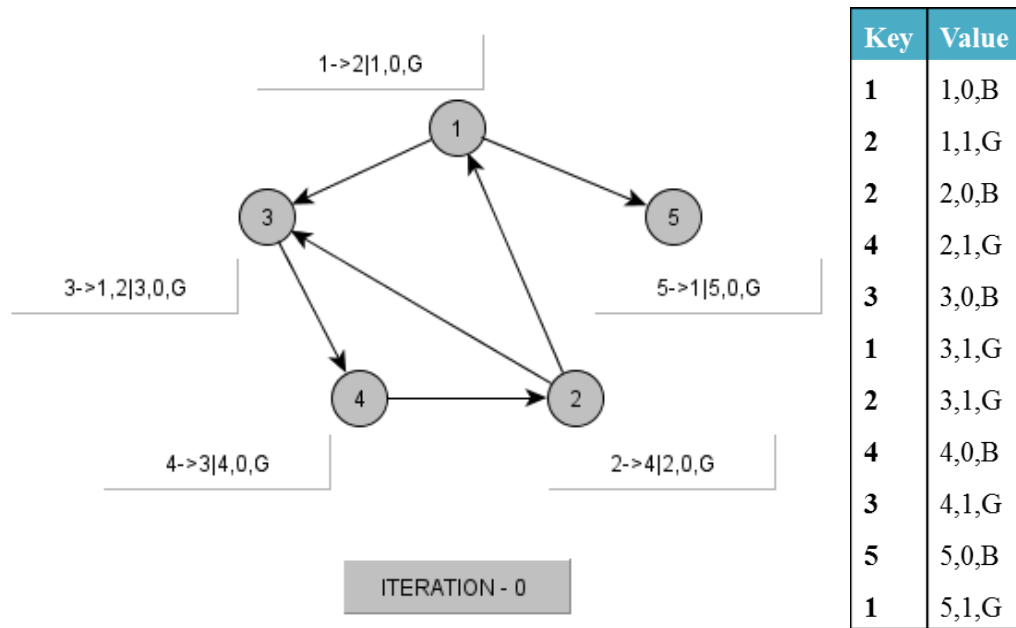 1->2|1,0,G
1
3
5
3->1,2|3,0,G
5->1|5,0,G
4
2
4->3|4,0,G
2->4|2,0,G
ITERATION - 0
Key Value
1 1,0,B
2 1,1,G
2 2,0,B
4 2,1,G
3 3,0,B
1 3,1,G
2 3,1,G
4 4,0,B
3 4,1,G
5 5,0,B
1 5,1,G